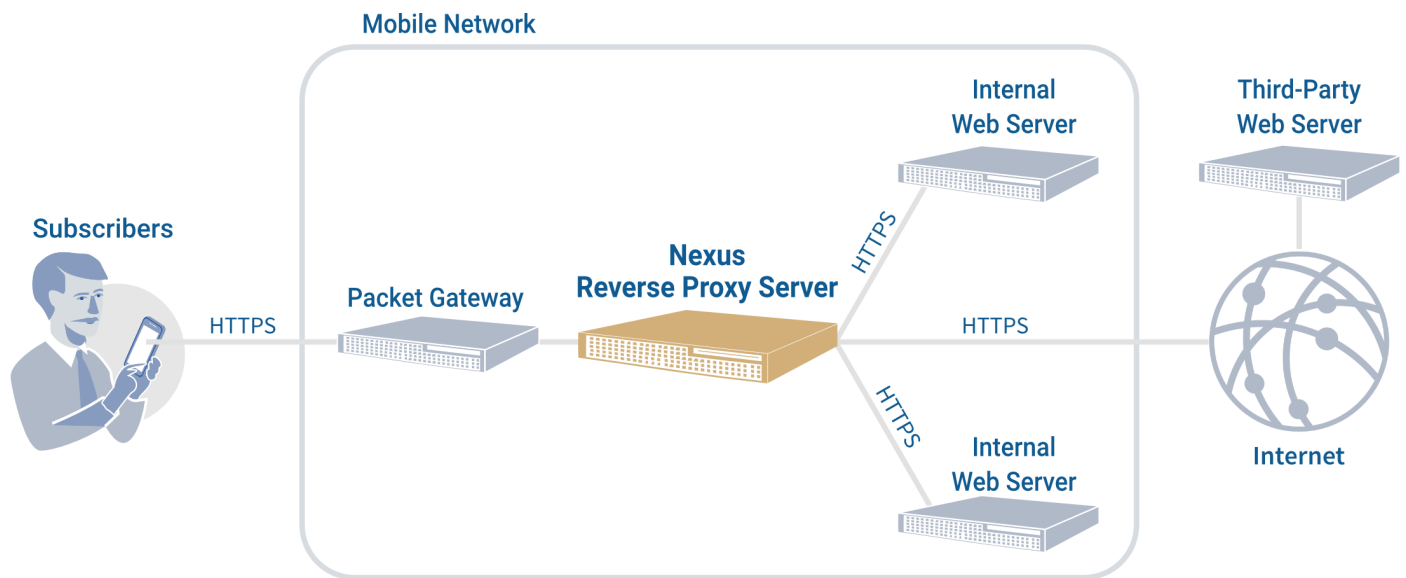 Mobile Network
Internal
Web Server
Third-Party
Web Server
Subscribers
HTTPS
Packet Gateway
Nexus
Reverse Proxy Server
HTTPS
HTTPS
HTTPS
Internal
Web Server
Internet